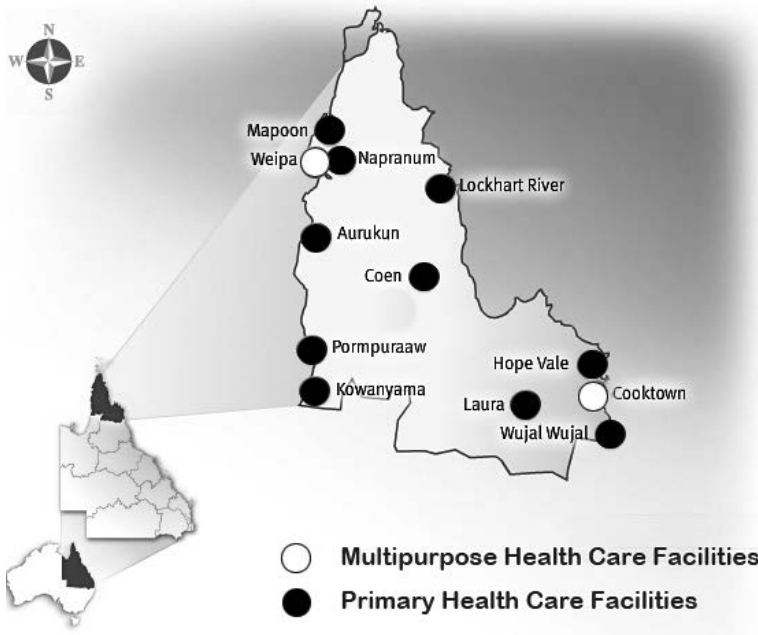 N
W E
S
Mapoon
Weipa Napranum
Lockhart River
Aurukun
Coen
Pormpuraaw
Hope Vale
Kowanyama
Cooktown
Laura
Wujal Wujal
Multipurpose Health Care Facilities
Primary Health Care Facilities